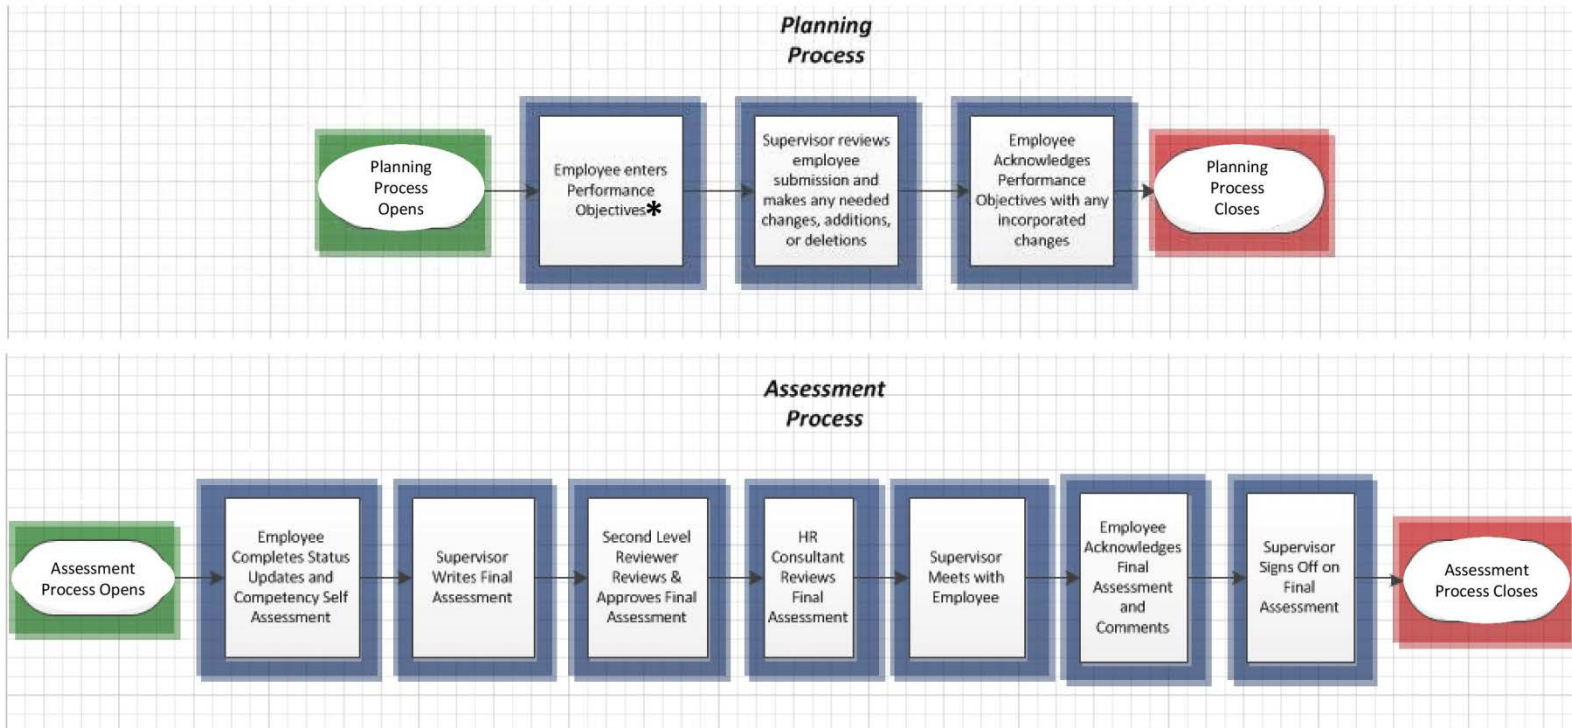 Planning
Process
Planning
Process
Opens
Employee enters
Performance
Objectives*
Supervisor reviews
employee
submission and
makes any needed
changes, additions,
or deletions
Employee
Acknowledges
Performance
Objectives with any
incorporated
changes
Planning
Process
Closes
Assessment
Process
Assessment
Process Opens
Employee
Completes Status
Updates and
Competency Self
Assessment
Supervisor
Writes Final
Assessment
Second Level
Reviewer
Reviews &
Approves Final
Assessment
HR
Consultant
Reviews
Final
Assessment
Supervisor
Meets with
Employee
Employee
Acknowledges
Final
Assessment
and
Comments
Supervisor
Signs Off on
Final
Assessment
Assessment
Process Closes